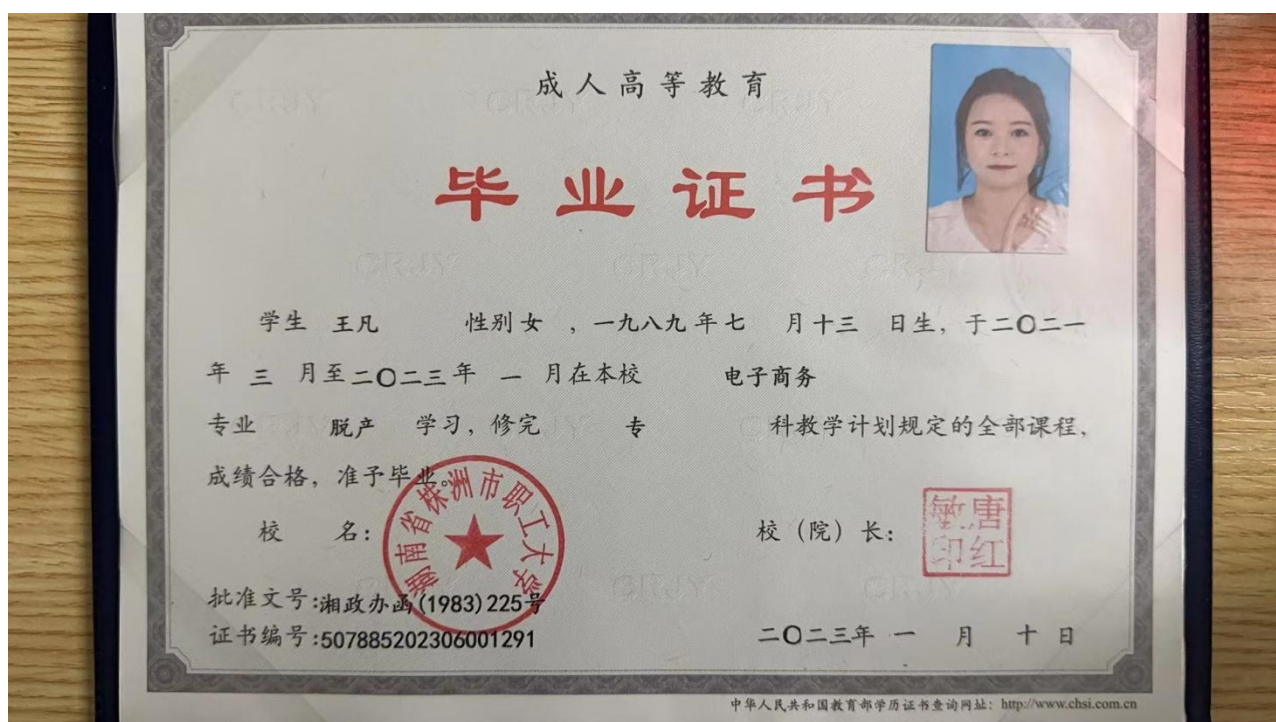 成人高等教育
毕业证书
学生 王凡 性别 女 ，一九八九 年 七 月 十三 日生，于二〇二一
年 三 月至二〇二三年 一 月在本校 电子商务
专业 脱产 学习，修完 专 科教学计划规定的全部课程，
成绩合格，准予毕业。
校 名：
湖南省株洲市职工大学
校（院）长：
唐红敏印
批准文号:湘政办函(1983)225号
证书编号:507885202306001291
二〇二三年 一 月 十 日
中华人民共和国教育部学历证书查询网址：http://www.chsi.com.cn